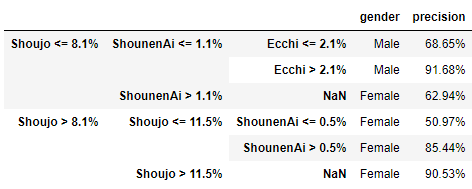 gender precision
Shoujo <= 8.1% ShounenAi <= 1.1% Ecchi <= 2.1% Male 68.65%
Ecchi > 2.1% Male 91.68%
ShounenAi > 1.1% NaN Female 62.94%
Shoujo > 8.1% Shoujo <= 11.5% ShounenAi <= 0.5% Female 50.97%
ShounenAi > 0.5% Female 85.44%
Shoujo > 11.5% NaN Female 90.53%